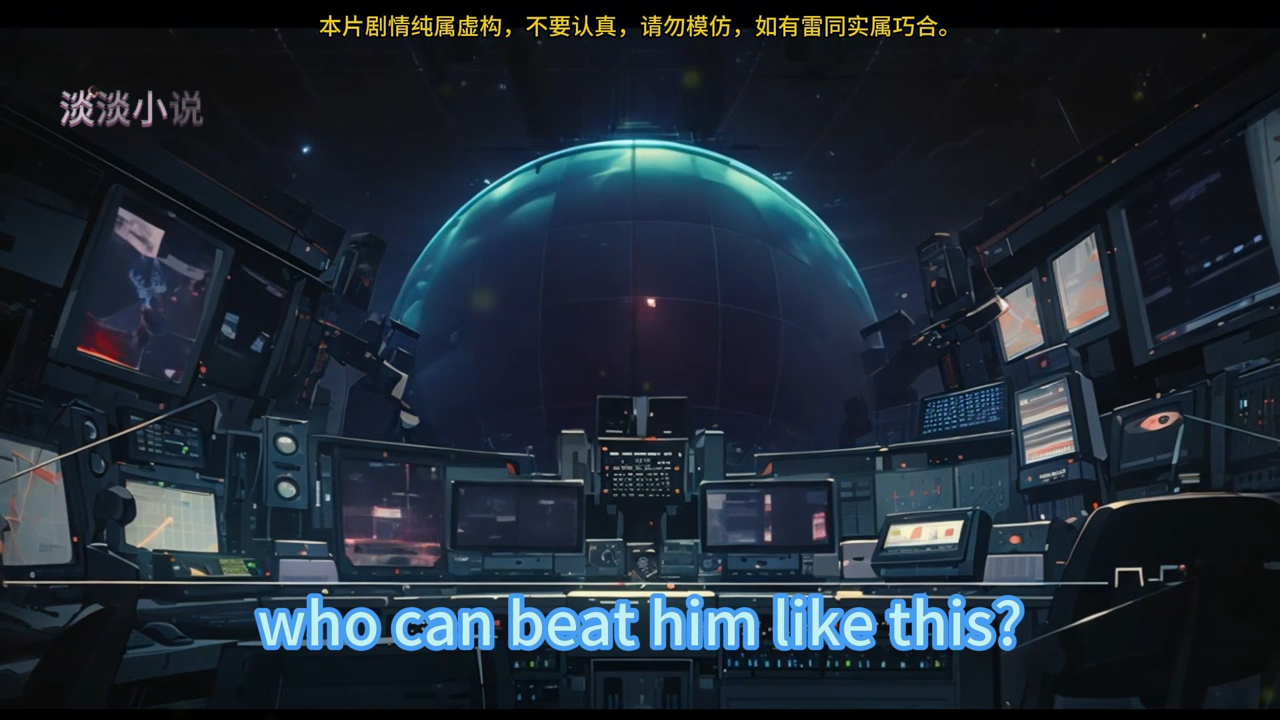 本片剧情纯属虚构，不要认真，请勿模仿，如有雷同实属巧合。
淡淡小说
who can beat him like this?